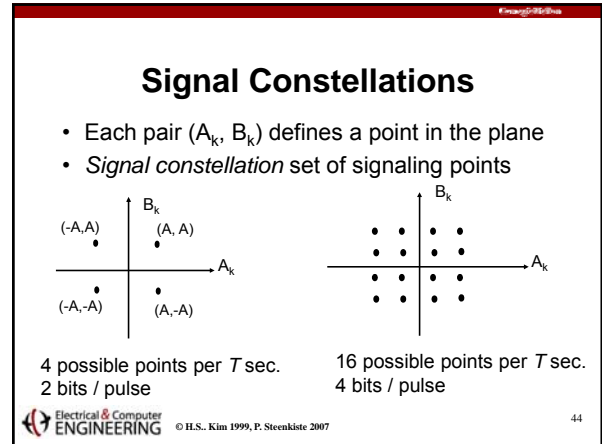 Carnegie Mellon
Signal Constellations
• Each pair (Aₖ, Bₖ) defines a point in the plane
• Signal constellation set of signaling points
Bₖ
(-A,A)
(A, A)
Aₖ
(-A,-A)
(A,-A)
4 possible points per T sec.
2 bits / pulse
Bₖ
Aₖ
16 possible points per T sec.
4 bits / pulse
Electrical & Computer
ENGINEERING
© H.S.. Kim 1999, P. Steenkiste 2007
44